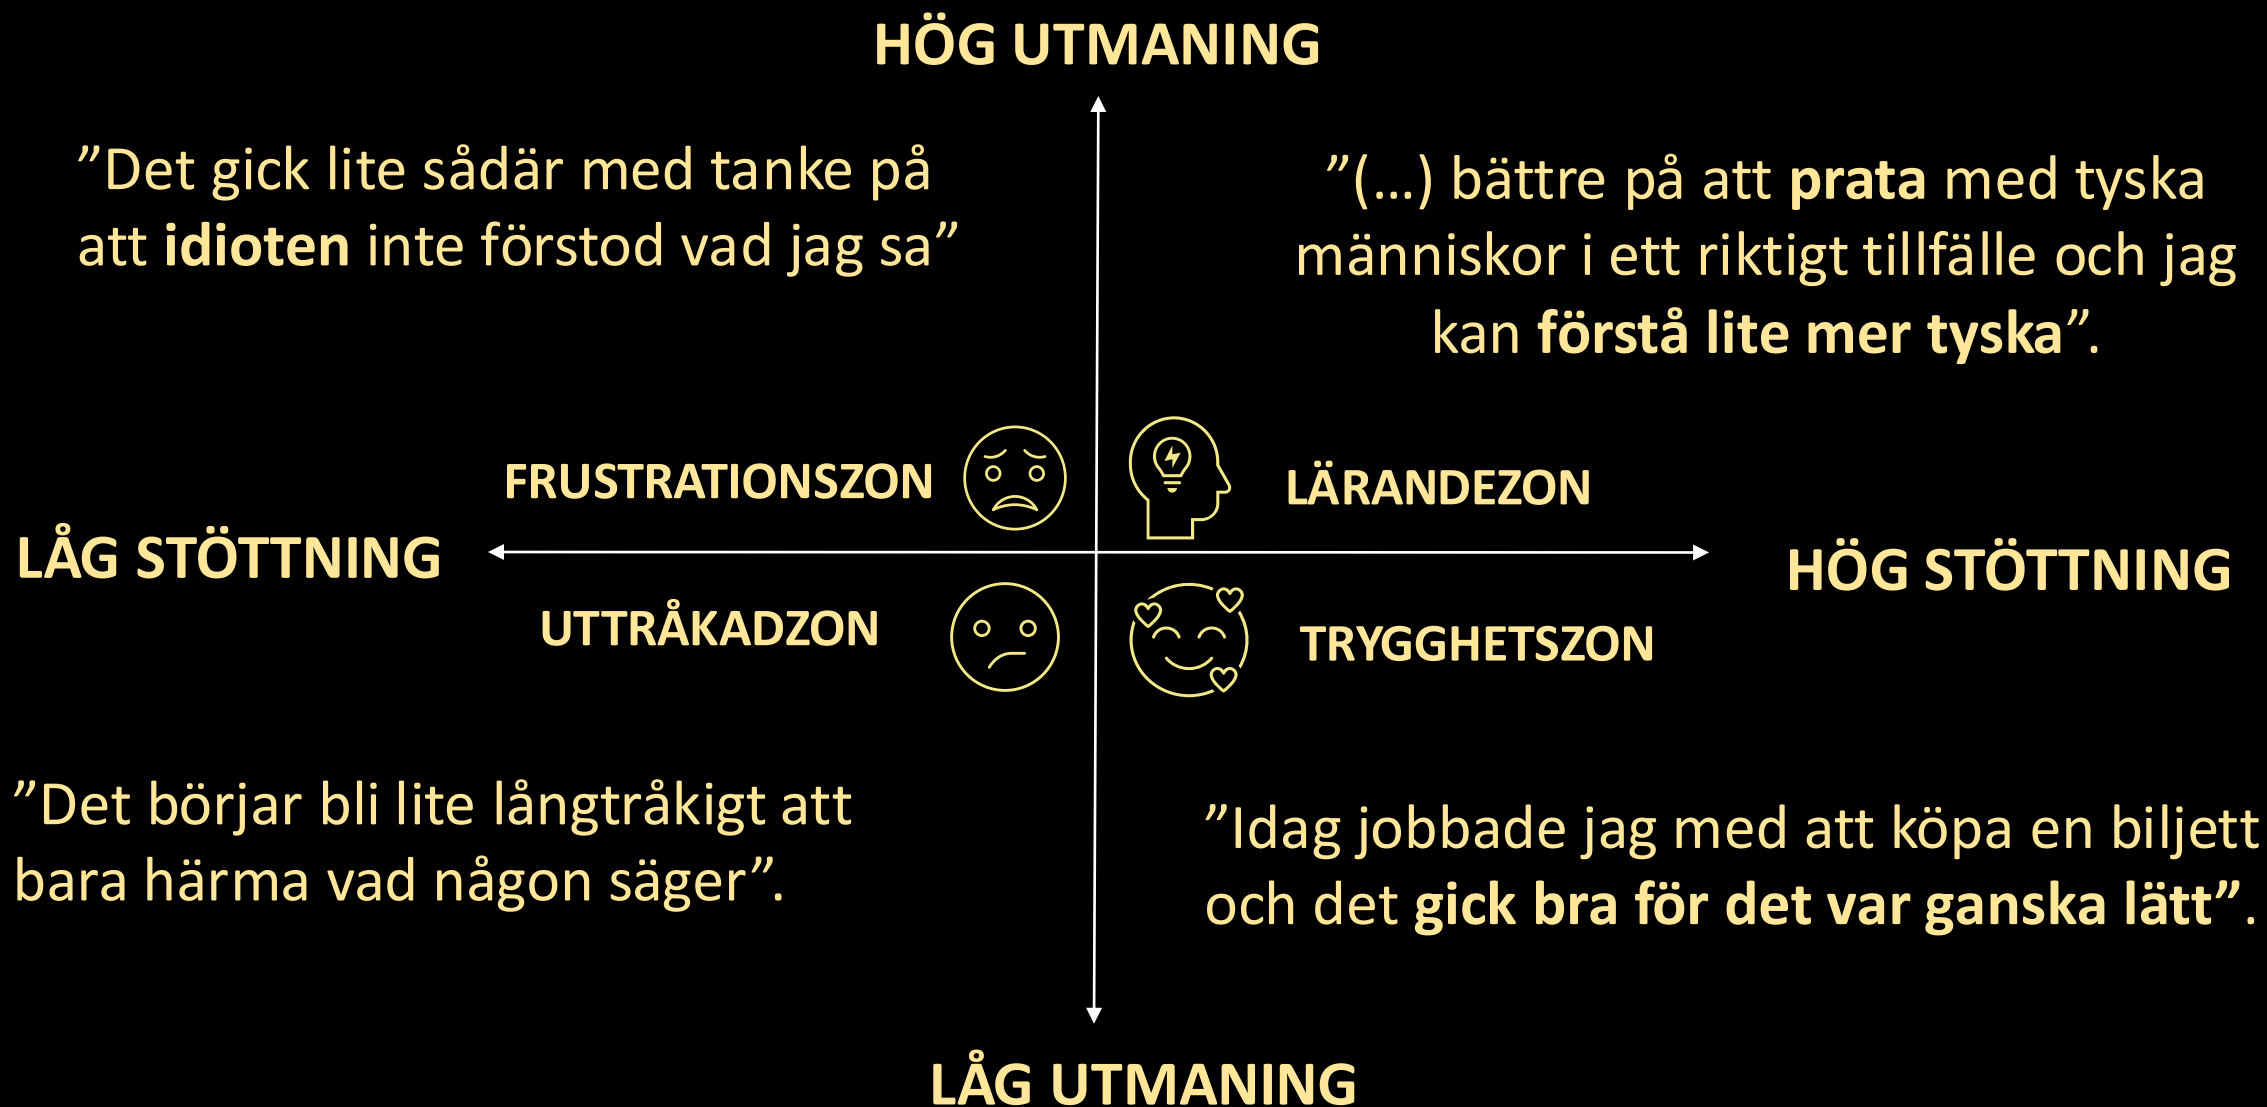 HÖG UTMANING
”Det gick lite sådär med tanke på
att idioten inte förstod vad jag sa”
”(…) bättre på att prata med tyska
människor i ett riktigt tillfälle och jag
kan förstå lite mer tyska”.
FRUSTRATIONSZON
LÄRANDEZON
LÅG STÖTTNING
HÖG STÖTTNING
UTTRÅKADZON
TRYGGHETSZON
”Det börjar bli lite långtråkigt att
bara härma vad någon säger”.
”Idag jobbade jag med att köpa en biljett
och det gick bra för det var ganska lätt”.
LÅG UTMANING